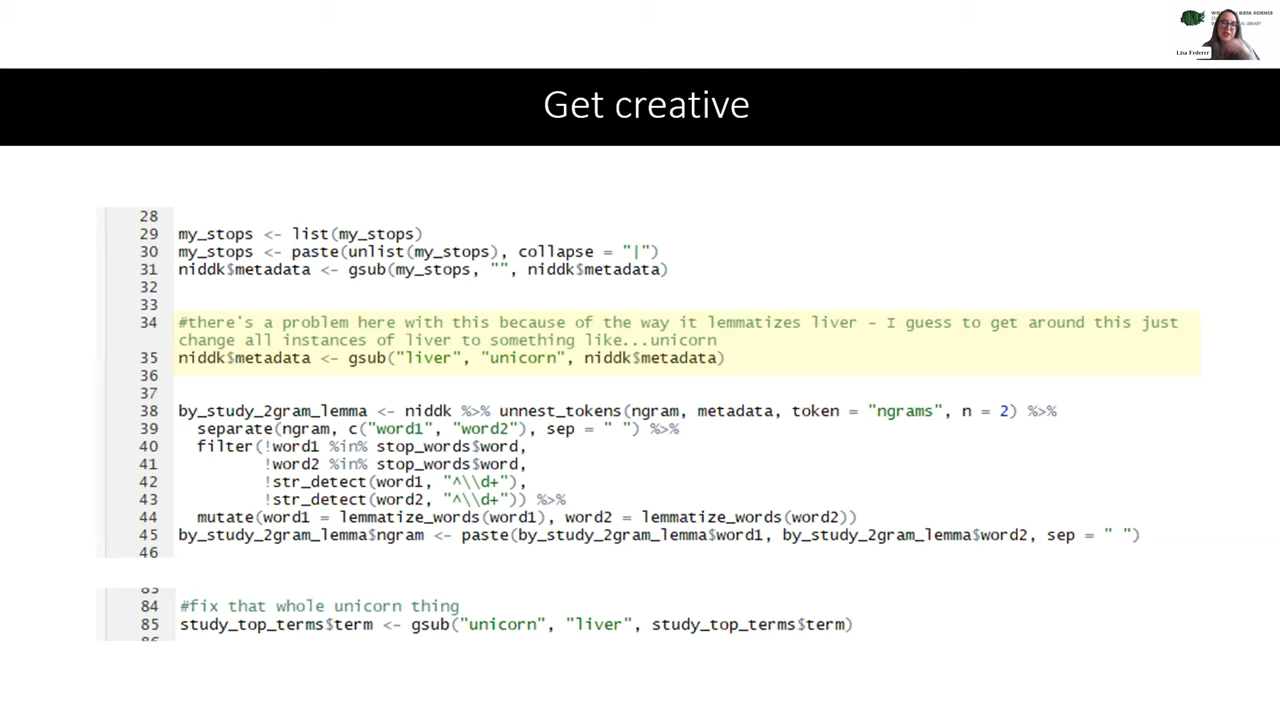 Lisa Federer
Get creative
28
29 my_stops <- list(my_stops)
30 my_stops <- paste(unlist(my_stops), collapse = "|")
31 niddk$metadata <- gsub(my_stops, "", niddk$metadata)
32
33
34 #there's a problem here with this because of the way it lemmatizes liver - I guess to get around this just
change all instances of liver to something like...unicorn
35 niddk$metadata <- gsub("liver", "unicorn", niddk$metadata)
36
37
38 by_study_2gram_lemma <- niddk %>% unnest_tokens(ngram, metadata, token = "ngrams", n = 2) %>%
39 separate(ngram, c("word1", "word2"), sep = " ") %>%
40 filter(!word1 %in% stop_words$word,
41 !word2 %in% stop_words$word,
42 !str_detect(word1, "^\\d+"),
43 !str_detect(word2, "^\\d+")) %>%
44 mutate(word1 = lemmatize_words(word1), word2 = lemmatize_words(word2))
45 by_study_2gram_lemma$ngram <- paste(by_study_2gram_lemma$word1, by_study_2gram_lemma$word2, sep = " ")
46
83
84 #fix that whole unicorn thing
85 study_top_terms$term <- gsub("unicorn", "liver", study_top_terms$term)
86